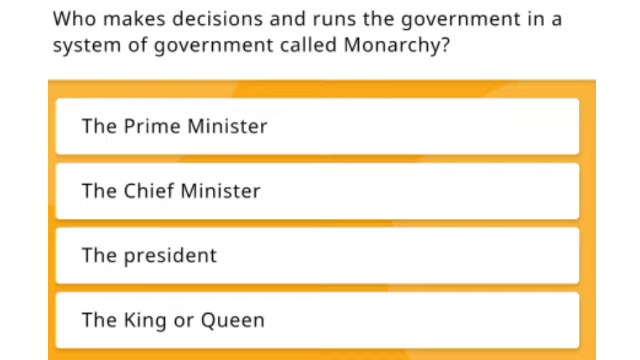 Who makes decisions and runs the government in a
system of government called Monarchy?
The Prime Minister
The Chief Minister
The president
The King or Queen